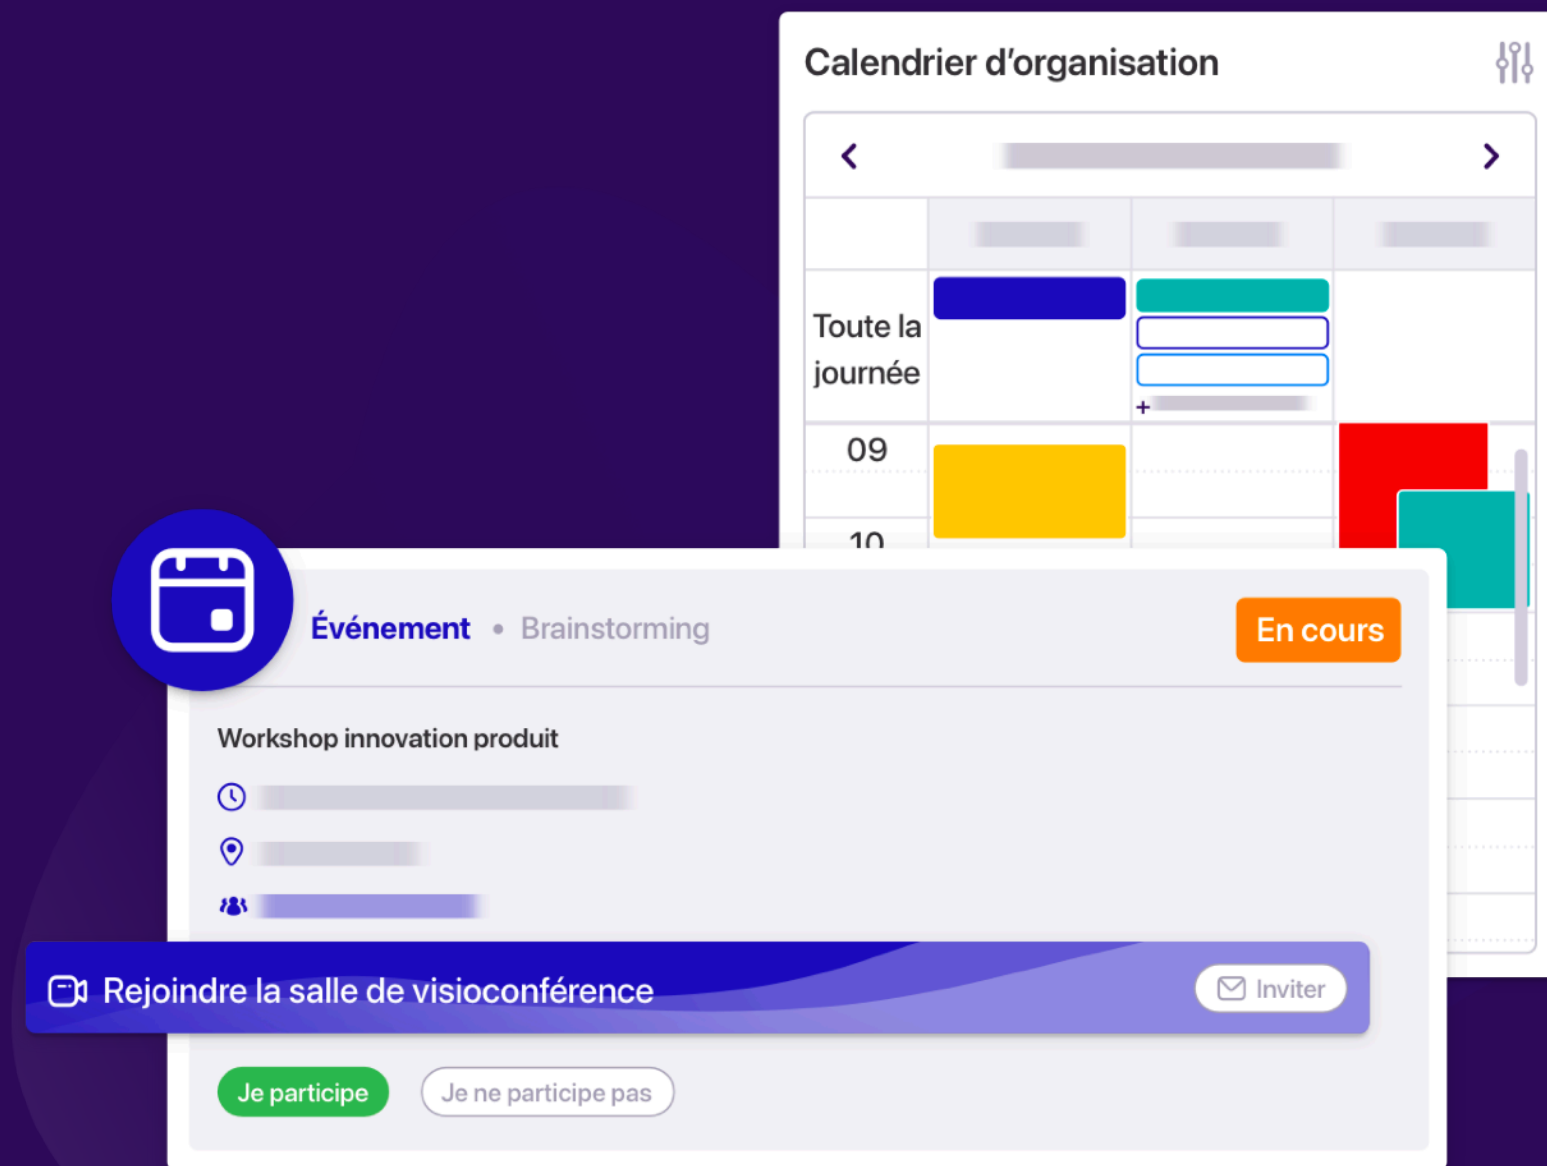 Calendrier d’organisation
Toute la
journée
09
10
Événement • Brainstorming
En cours
Workshop innovation produit
Rejoindre la salle de visioconférence
Inviter
Je participe
Je ne participe pas